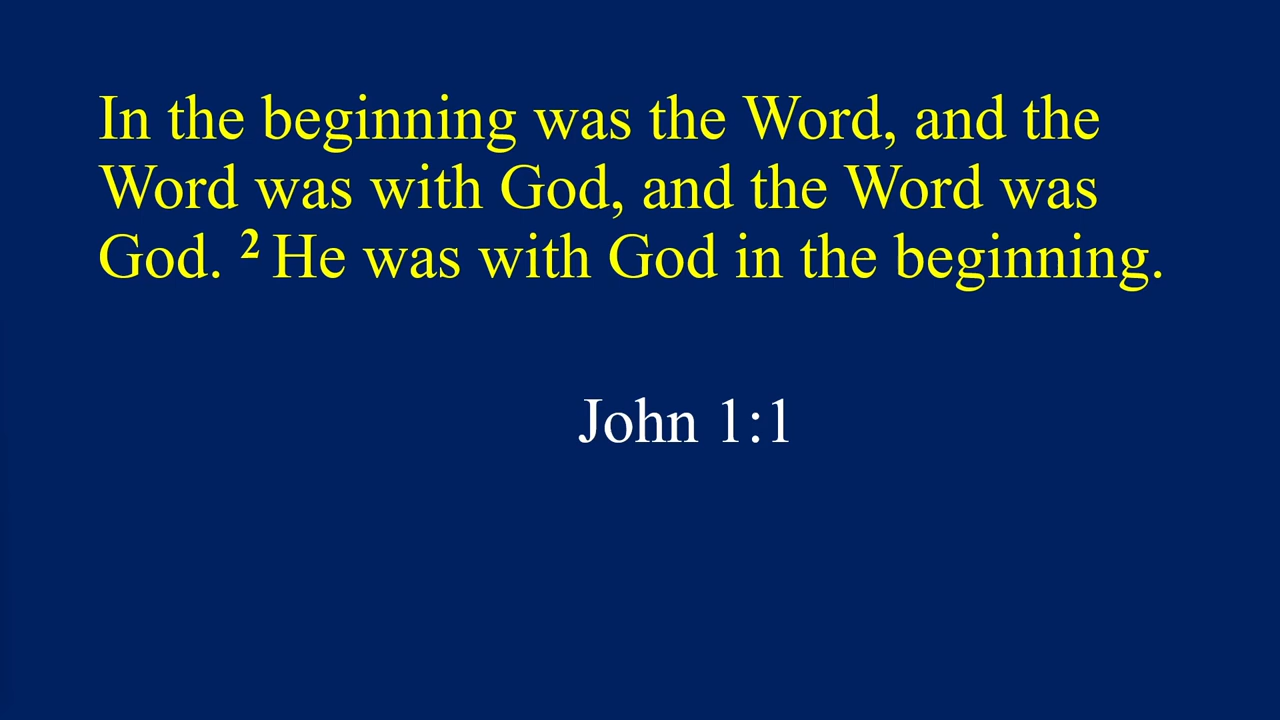 In the beginning was the Word, and the
Word was with God, and the Word was
God. ² He was with God in the beginning.
John 1:1